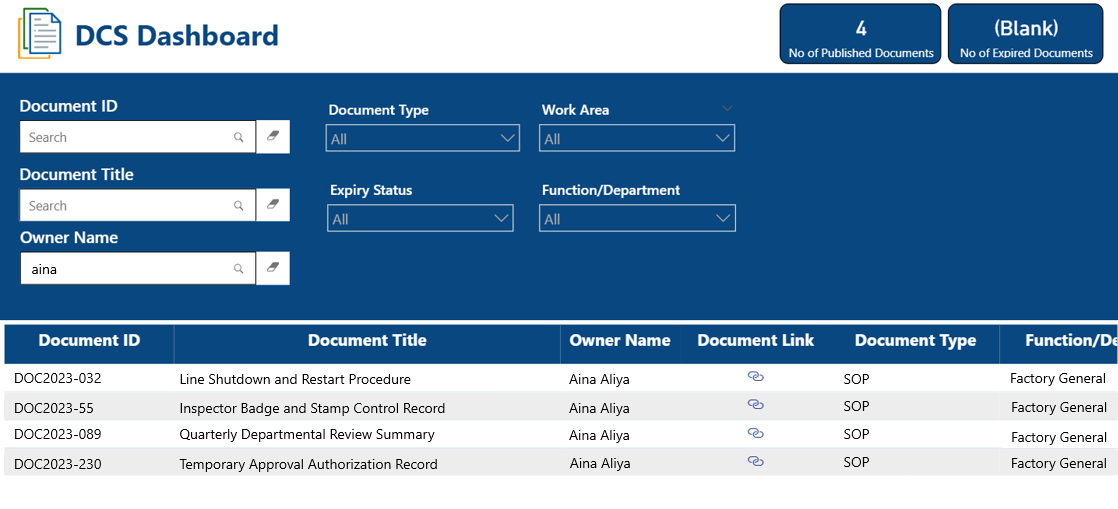 DCS Dashboard
4
No of Published Documents
(Blank)
No of Expired Documents
Document ID
Search
Document Type
All
Work Area
All
Document Title
Search
Expiry Status
All
Function/Department
All
Owner Name
aina
Document ID Document Title Owner Name Document Link Document Type Function/De
DOC2023-032 Line Shutdown and Restart Procedure Aina Aliya SOP Factory General
DOC2023-55 Inspector Badge and Stamp Control Record Aina Aliya SOP Factory General
DOC2023-089 Quarterly Departmental Review Summary Aina Aliya SOP Factory General
DOC2023-230 Temporary Approval Authorization Record Aina Aliya SOP Factory General